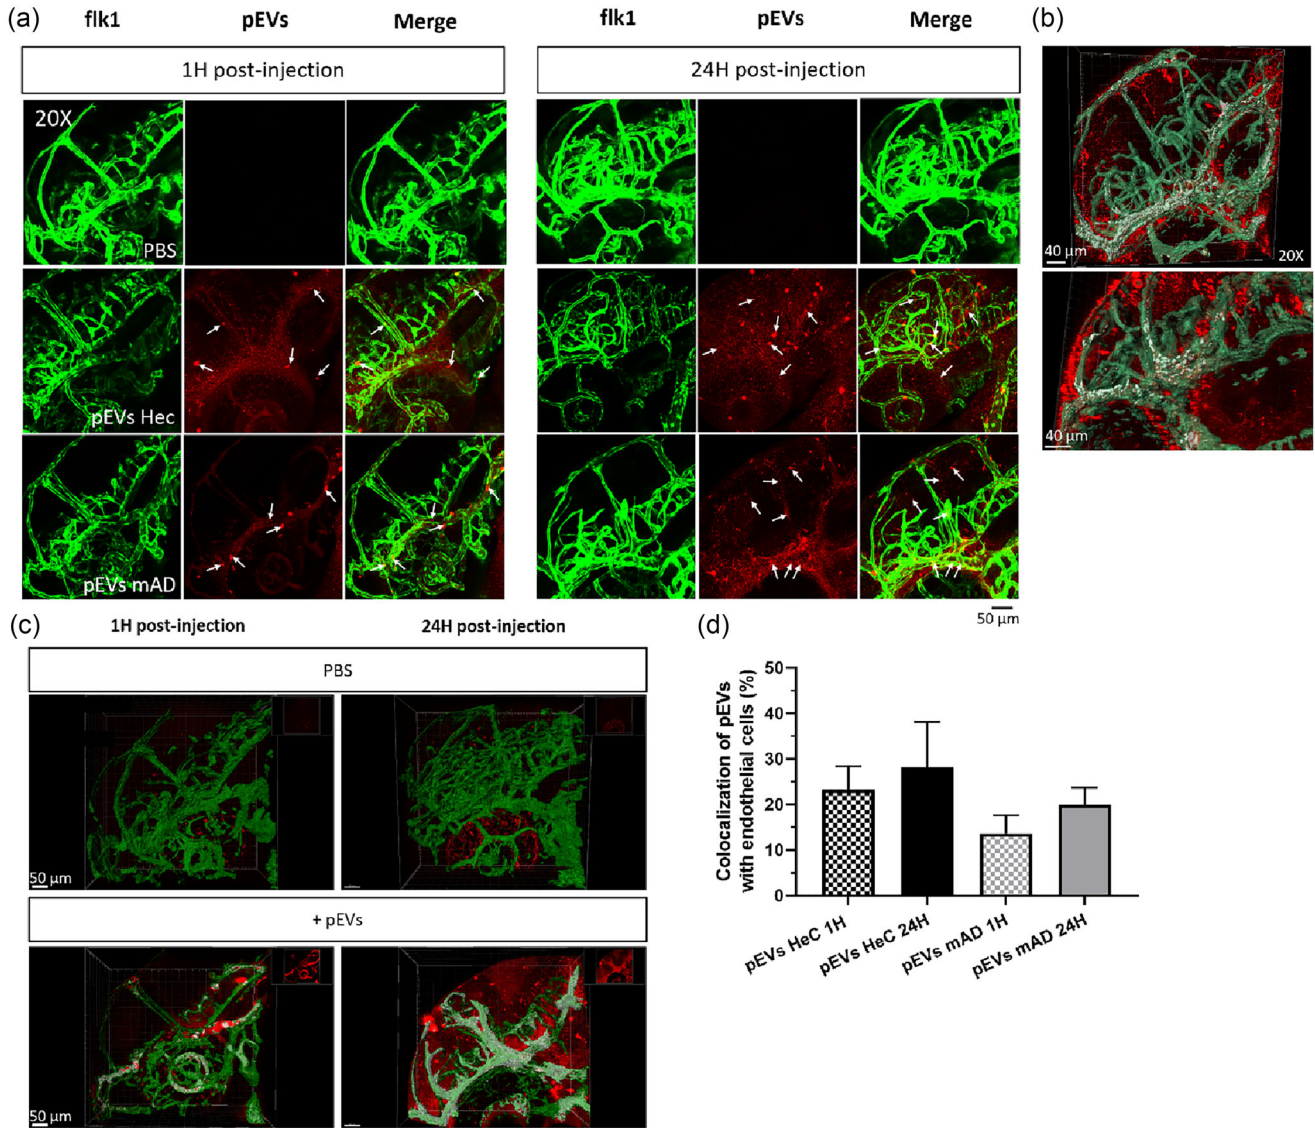 (a)
flk1 pEVs Merge
1H post-injection
20X
PBS
pEVs Hec
pEVs mAD
flk1 pEVs Merge
24H post-injection
50 µm
(b)
40 µm
20X
40 µm
(c)
1H post-injection 24H post-injection
PBS
50 µm
+ pEVs
50 µm
(d)
Colocalization of pEVs
with endothelial cells (%)
50
40
30
20
10
0
pEVs HeC 1H
pEVs HeC 24H
pEVs mAD 1H
pEVs mAD 24H